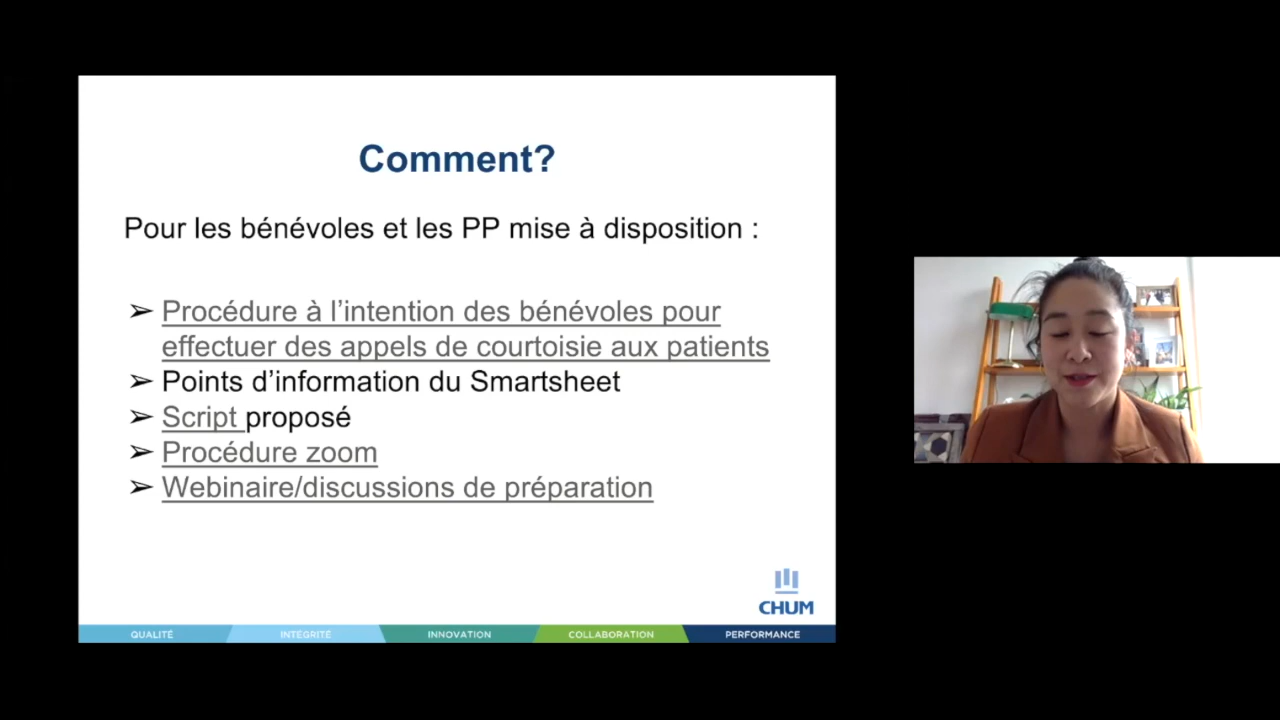 Comment?
Pour les bénévoles et les PP mise à disposition :
➢ Procédure à l’intention des bénévoles pour
effectuer des appels de courtoisie aux patients
➢ Points d’information du Smartsheet
➢ Script proposé
➢ Procédure zoom
➢ Webinaire/discussions de préparation
CHUM
QUALITÉ INTÉGRITÉ INNOVATION COLLABORATION PERFORMANCE